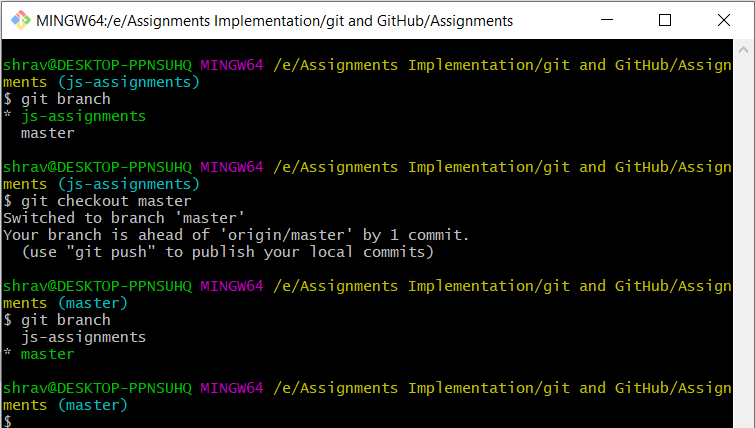 MINGW64:/e/Assignments Implementation/git and GitHub/Assignments
shrav@DESKTOP-PPNSUHQ MINGW64 /e/Assignments Implementation/git and GitHub/Assign
ments (js-assignments)
$ git branch
* js-assignments
  master
shrav@DESKTOP-PPNSUHQ MINGW64 /e/Assignments Implementation/git and GitHub/Assign
ments (js-assignments)
$ git checkout master
Switched to branch 'master'
Your branch is ahead of 'origin/master' by 1 commit.
  (use "git push" to publish your local commits)
shrav@DESKTOP-PPNSUHQ MINGW64 /e/Assignments Implementation/git and GitHub/Assign
ments (master)
$ git branch
  js-assignments
* master
shrav@DESKTOP-PPNSUHQ MINGW64 /e/Assignments Implementation/git and GitHub/Assign
ments (master)
$